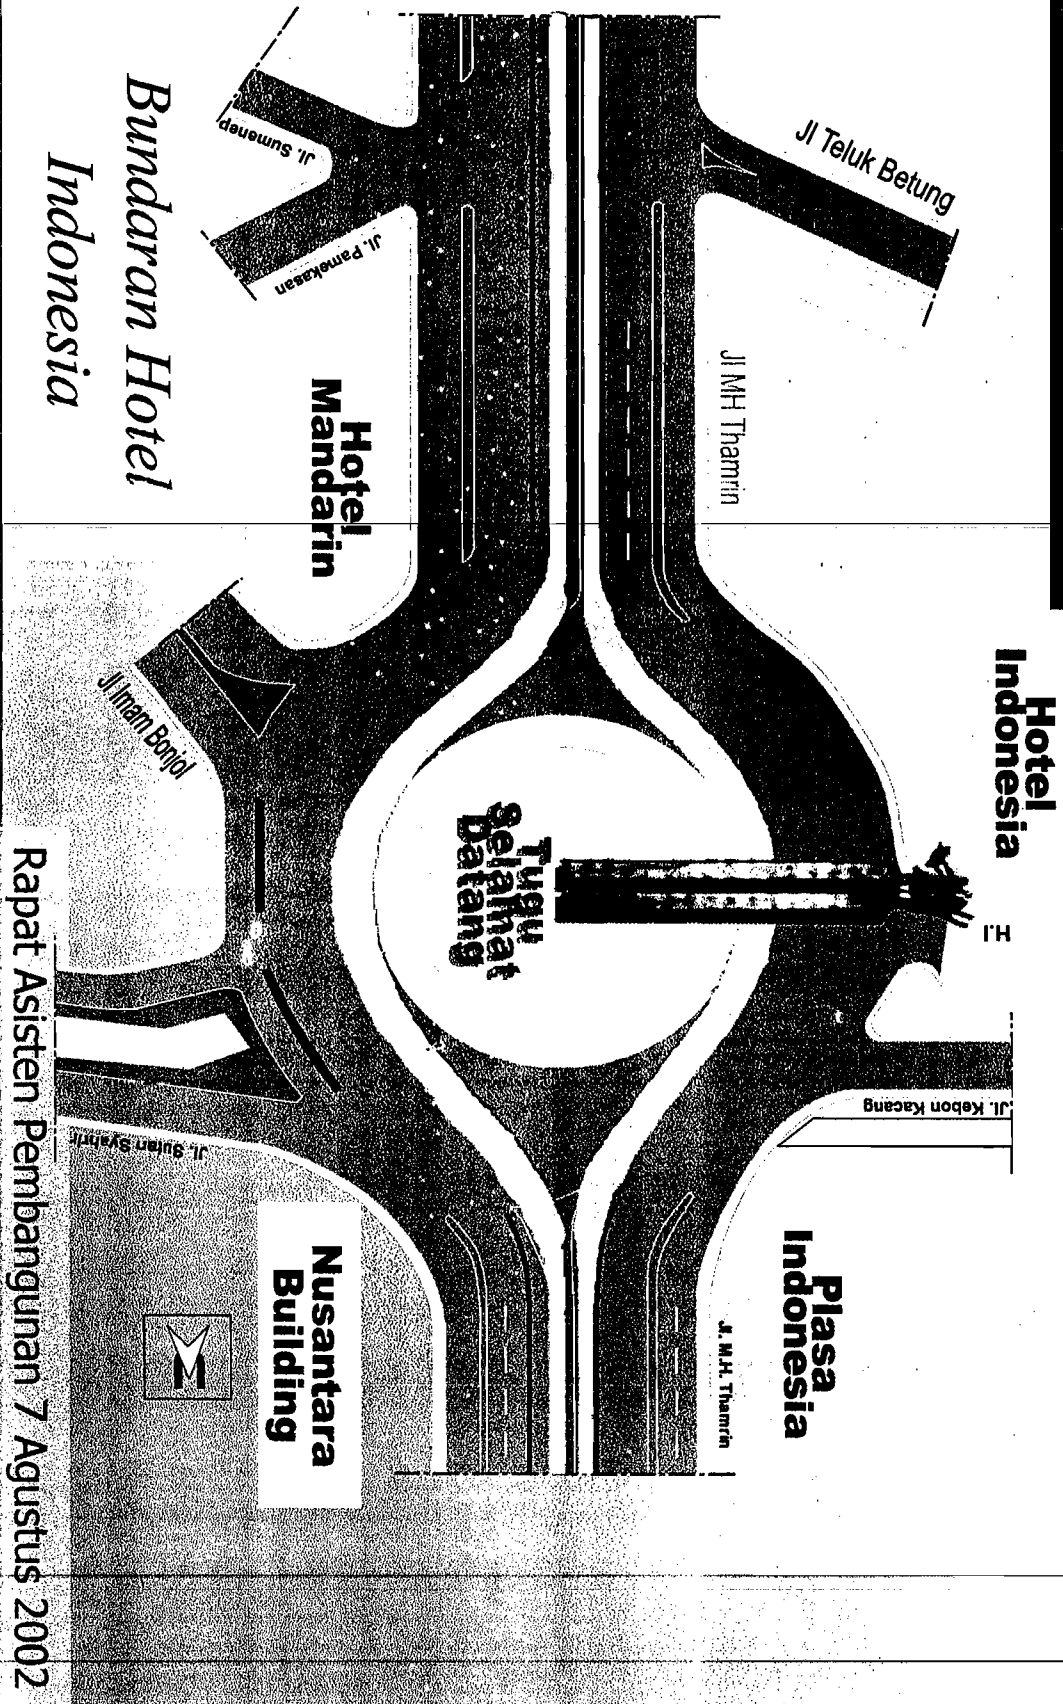 Hotel
Indonesia
H.I
Jl Teluk Betung
Jl. Kebon Kacang
Plasa
Indonesia
Jl MH Thamrin
Jl. M.H. Thamrin
Tugu
Selamat
Datang
Hotel
Mandarin
Nusantara
Building
Jl. Pamekasan
Jl. Sumenep
Jl Imam Bonjol
Jl. Sutan Syahrir
Bundaran Hotel
Indonesia
Rapat Asisten Pembangunan 7 Agustus 2002